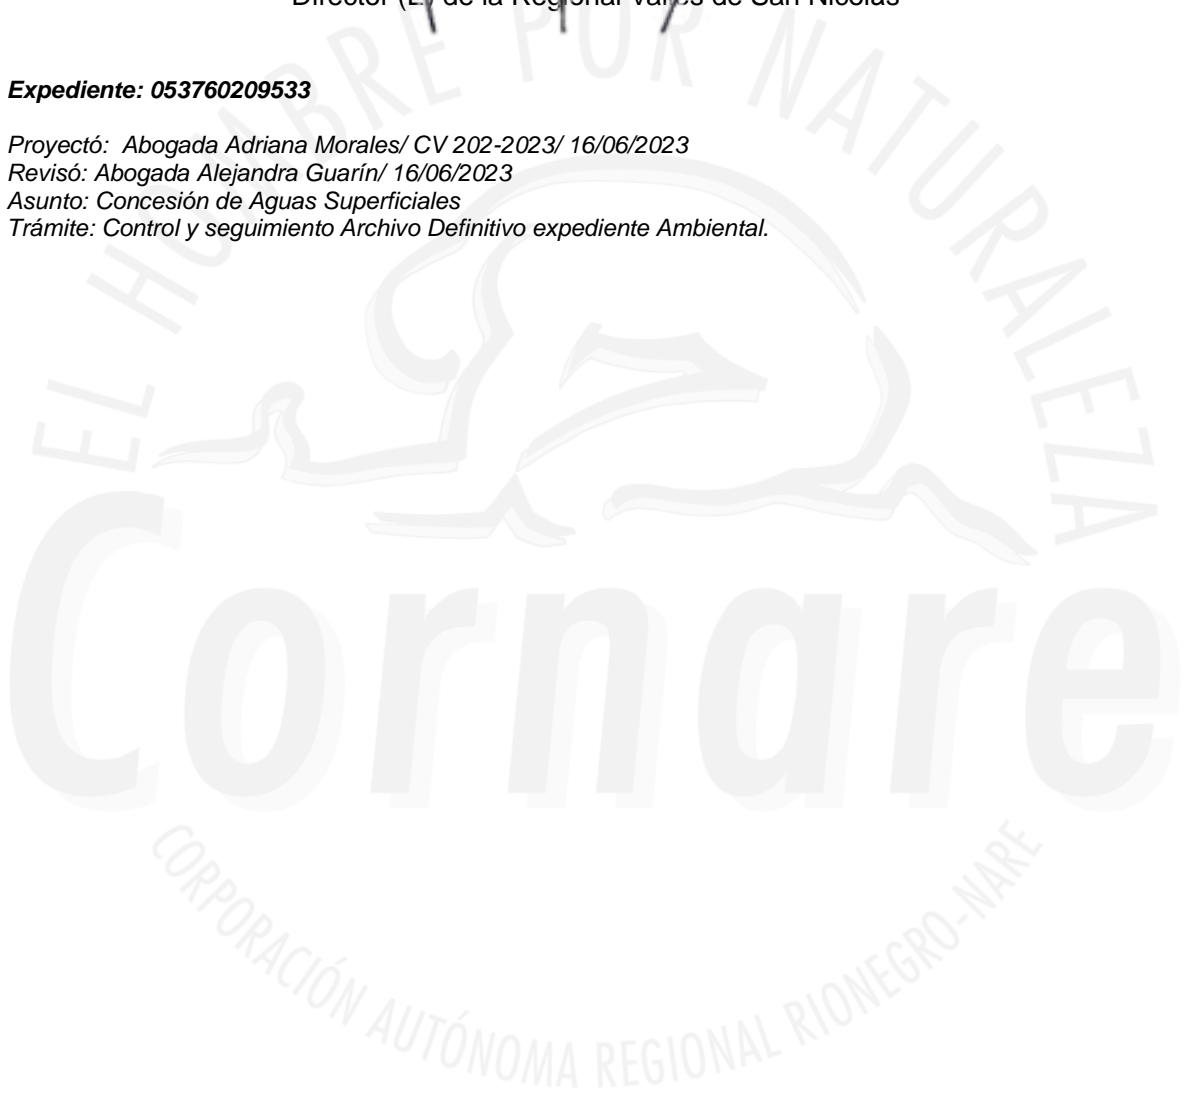 Director (E) de la Regional Valles de San Nicolás
Expediente: 053760209533
Proyectó: Abogada Adriana Morales/ CV 202-2023/ 16/06/2023
Revisó: Abogada Alejandra Guarín/ 16/06/2023
Asunto: Concesión de Aguas Superficiales
Trámite: Control y seguimiento Archivo Definitivo expediente Ambiental.
EL HOMBRE POR NATURALEZA
Cornare
CORPORACIÓN AUTÓNOMA REGIONAL RIONEGRO-NARE